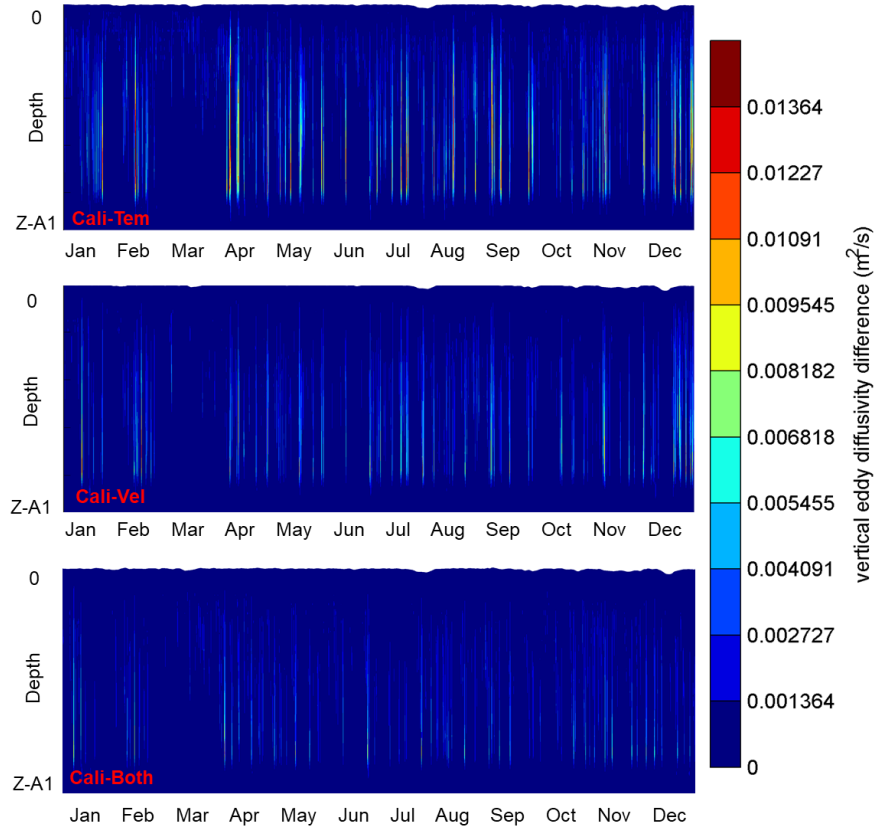 0
Depth
Z-A1
Cali-Tem
Jan Feb Mar Apr May Jun Jul Aug Sep Oct Nov Dec
0
Depth
Z-A1
Cali-Vel
Jan Feb Mar Apr May Jun Jul Aug Sep Oct Nov Dec
0
Depth
Z-A1
Cali-Both
Jan Feb Mar Apr May Jun Jul Aug Sep Oct Nov Dec
0.01364
0.01227
0.01091
0.009545
0.008182
0.006818
0.005455
0.004091
0.002727
0.001364
0
vertical eddy diffusivity difference (m²/s)